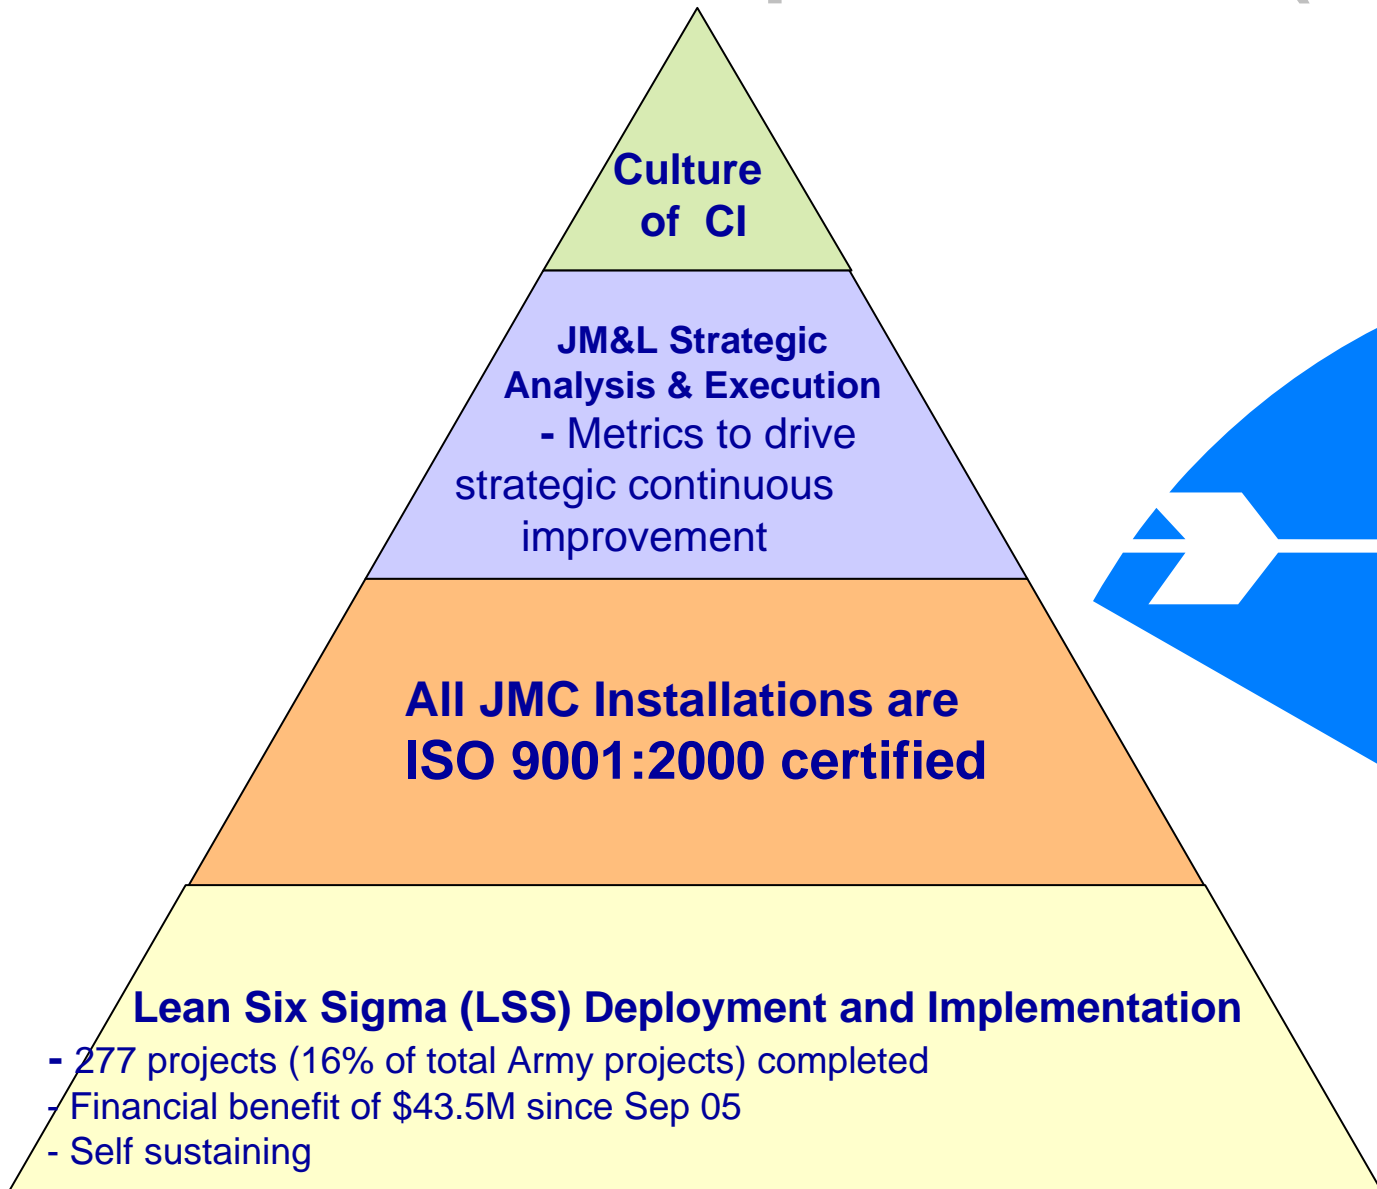 Culture
of CI
JM&L Strategic
Analysis & Execution
- Metrics to drive
strategic continuous
improvement
All JMC Installations are
ISO 9001:2000 certified
Lean Six Sigma (LSS) Deployment and Implementation
- 277 projects (16% of total Army projects) completed
- Financial benefit of $43.5M since Sep 05
- Self sustaining